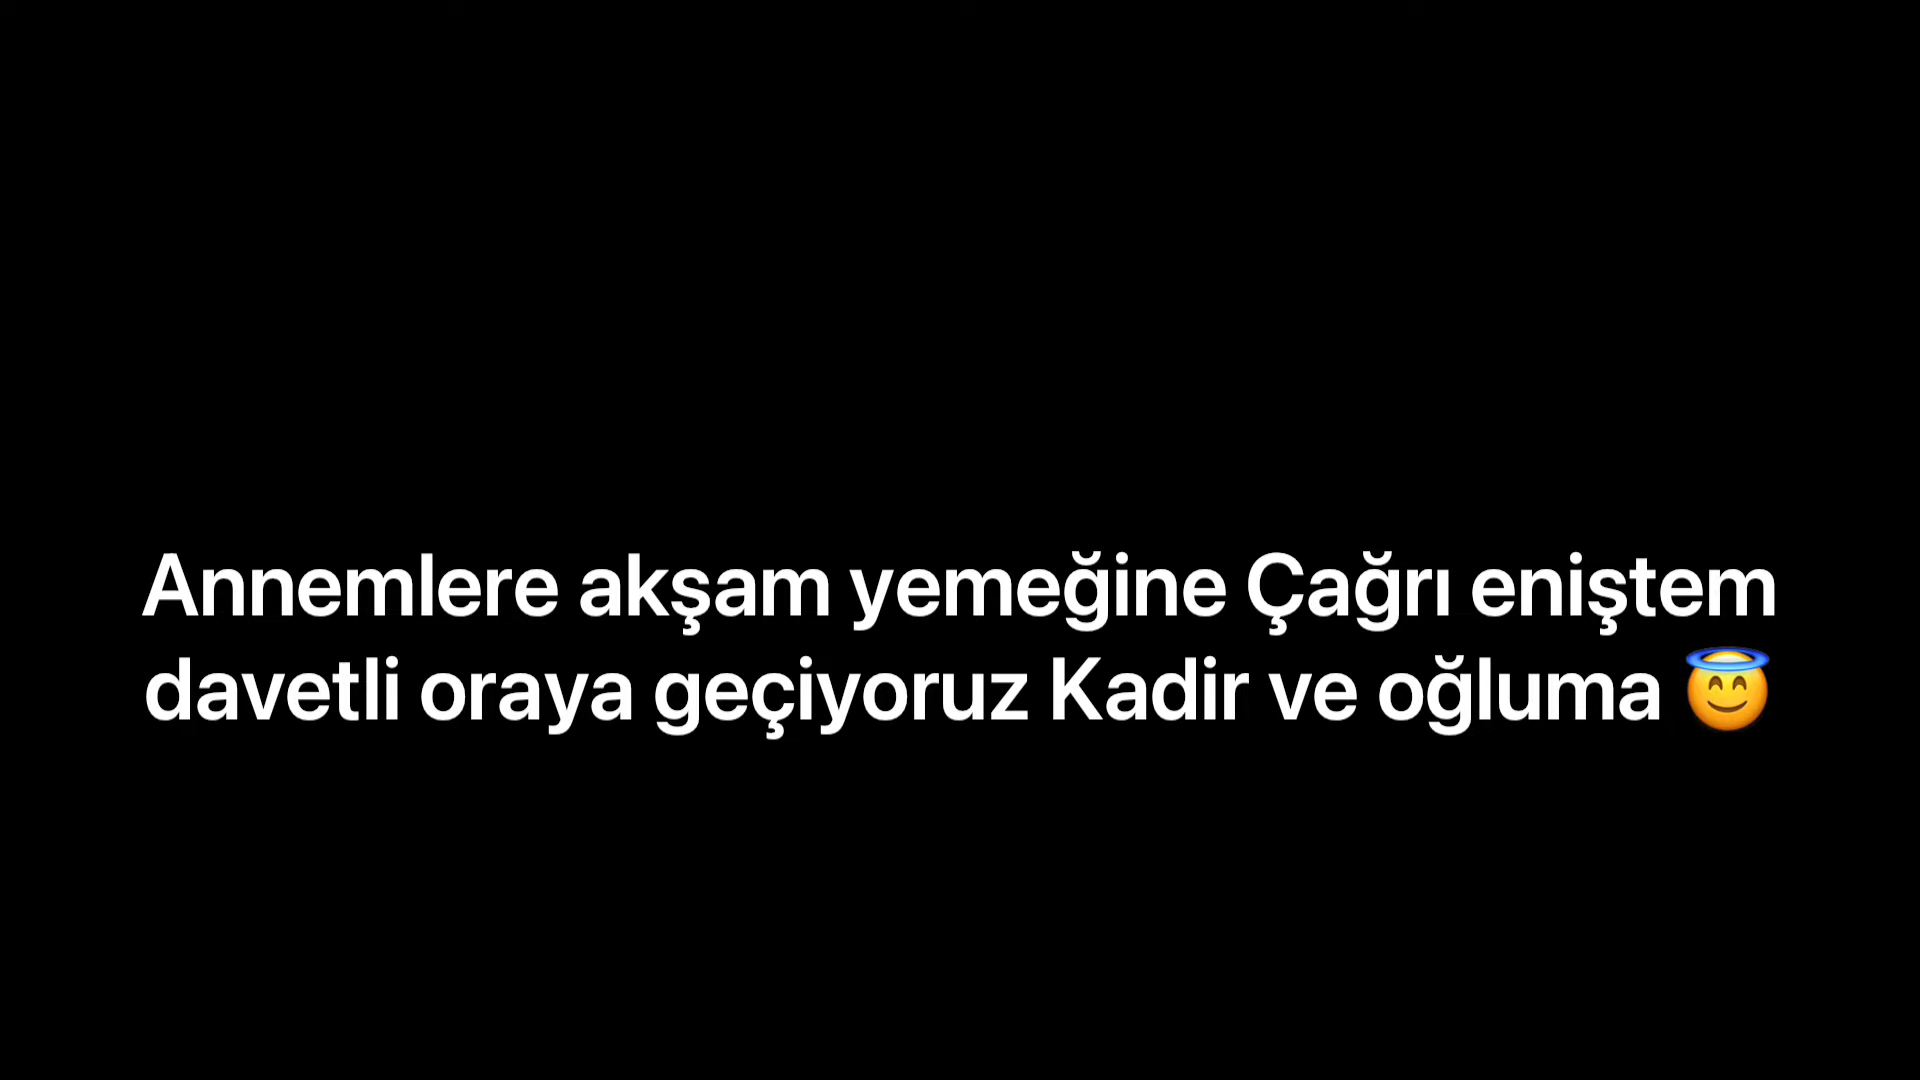 Annemlere akşam yemeğine Çağrı eniştem
davetli oraya geçiyoruz Kadir ve oğluma 😇